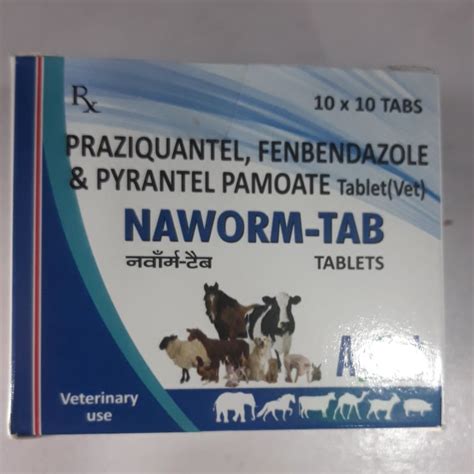 Rx
10 x 10 TABS
PRAZIQUANTEL, FENBENDAZOLE
& PYRANTEL PAMOATE Tablet(Vet)
NAWORM-TAB
नवॉर्म-टैब TABLETS
Veterinary
use